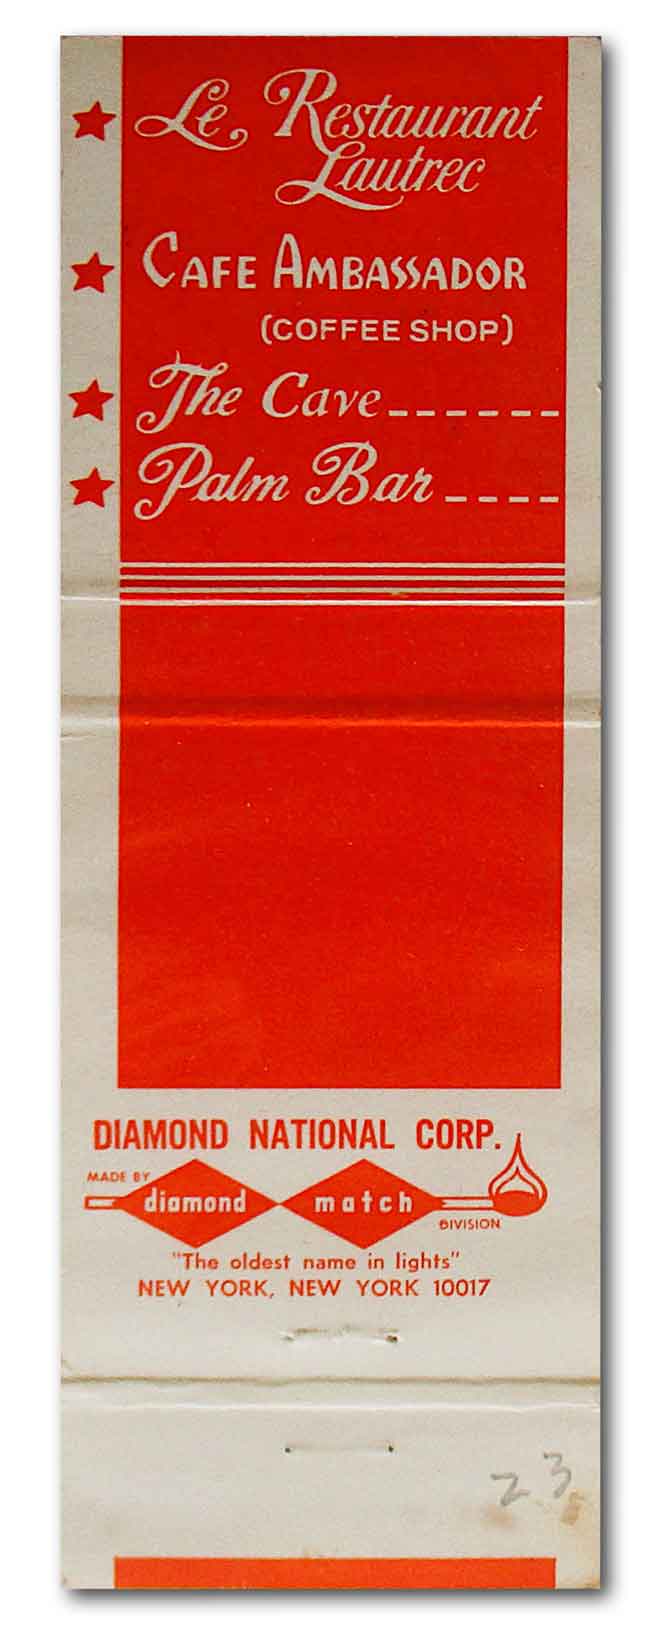 Le Restaurant
Lautrec
CAFE AMBASSADOR
(COFFEE SHOP)
The Cave
Palm Bar
DIAMOND NATIONAL CORP.
MADE BY
diamond match
DIVISION
"The oldest name in lights"
NEW YORK, NEW YORK 10017
23